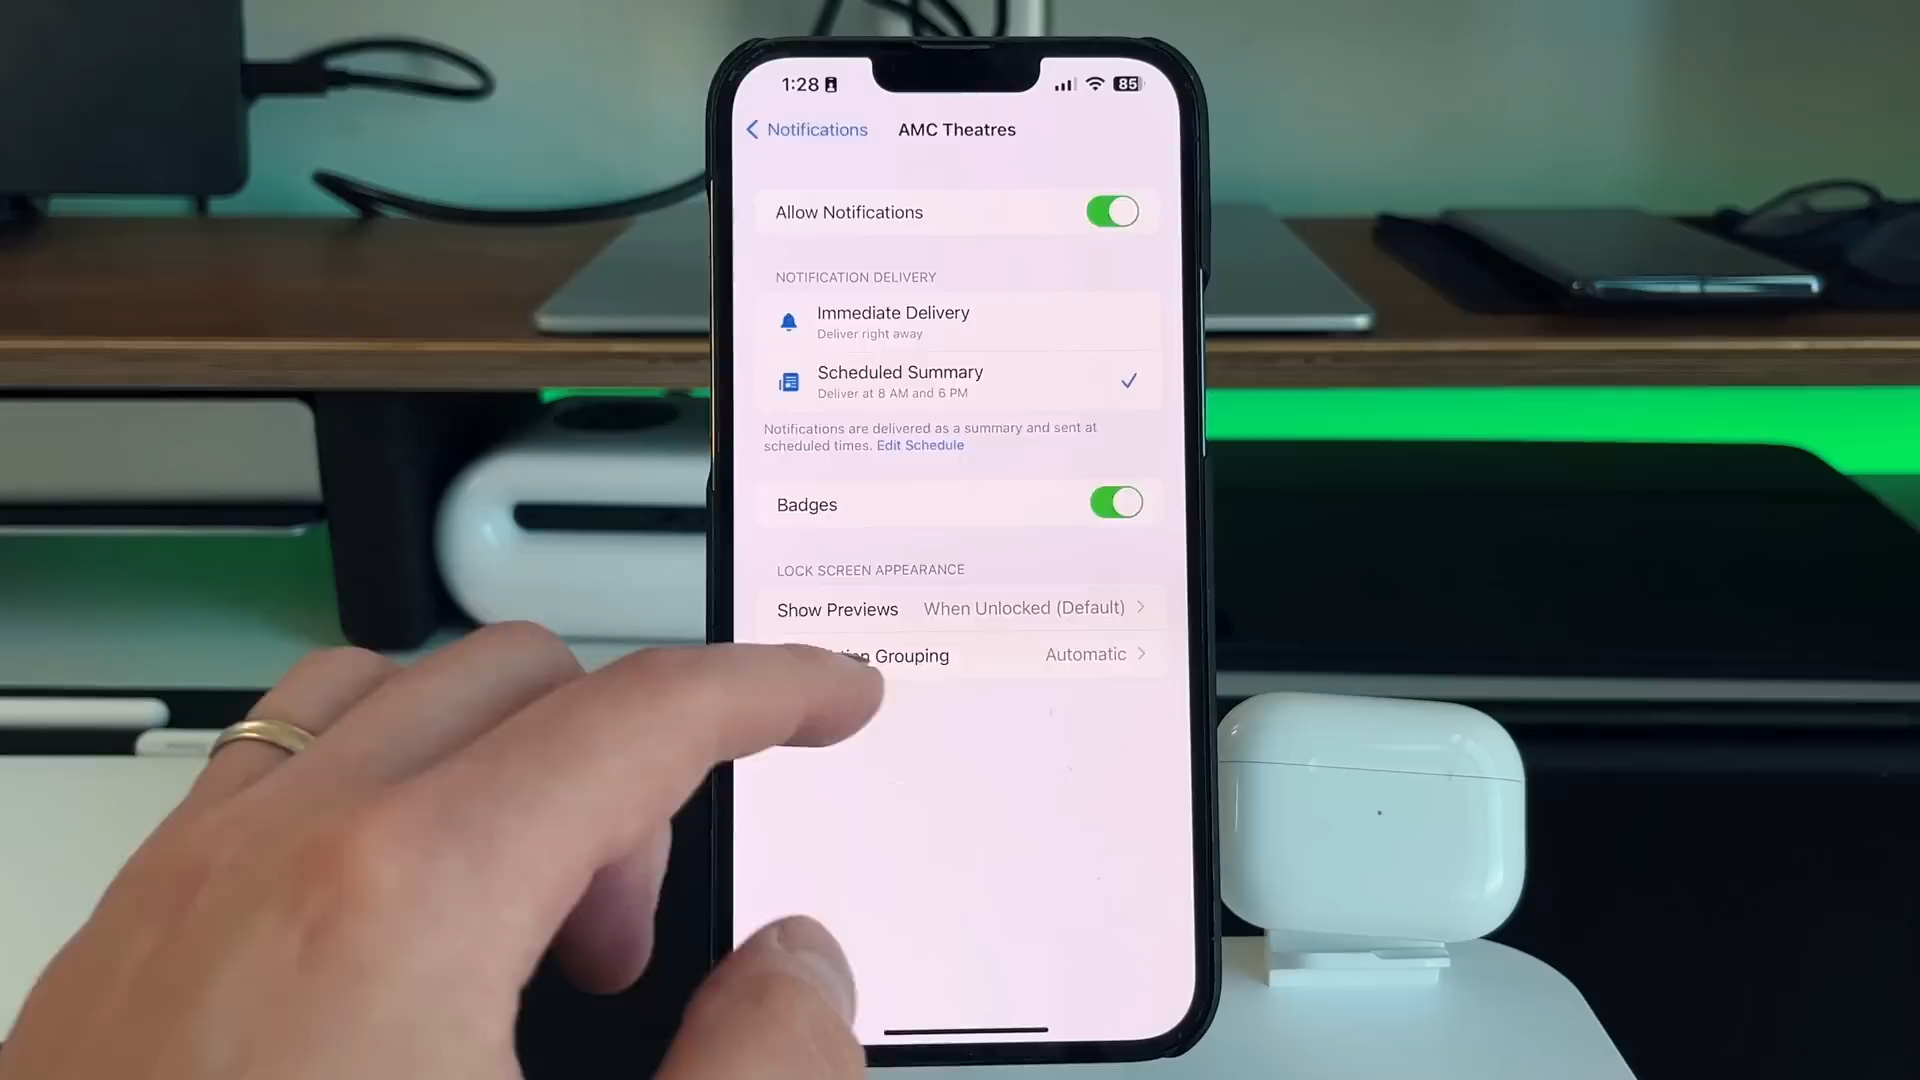 1:28
85
Notifications AMC Theatres
Allow Notifications
NOTIFICATION DELIVERY
Immediate Delivery
Deliver right away
Scheduled Summary
Deliver at 8 AM and 6 PM
Notifications are delivered as a summary and sent at
scheduled times. Edit Schedule
Badges
LOCK SCREEN APPEARANCE
Show Previews When Unlocked (Default)
Grouping Automatic